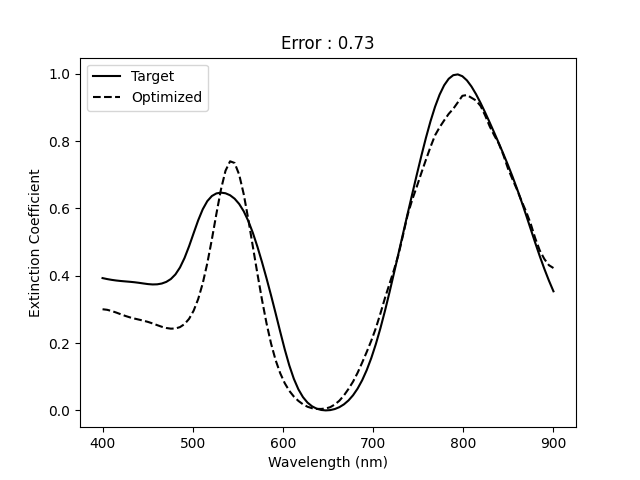 Error : 0.73
Target
Optimized
Extinction Coefficient
1.0
0.8
0.6
0.4
0.2
0.0
400 500 600 700 800 900
Wavelength (nm)